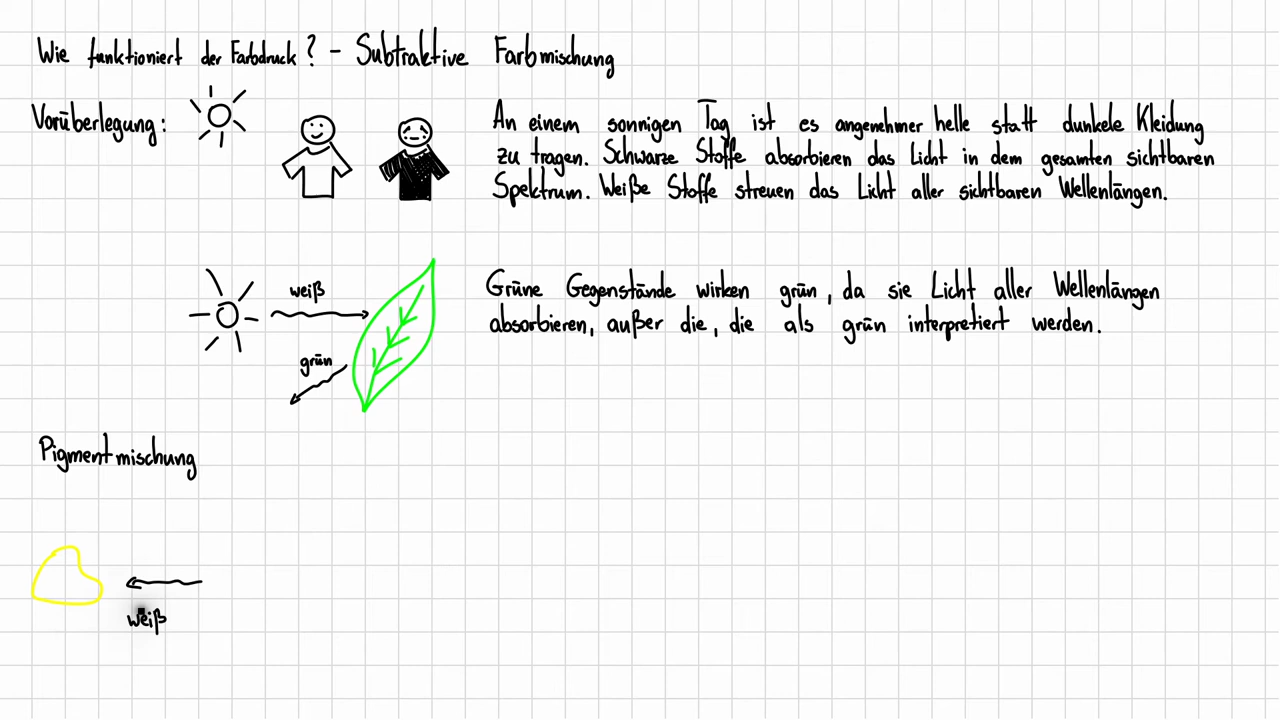 Wie funktioniert der Farbdruck? - Subtraktive Farbmischung
Vorüberlegung:
An einem sonnigen Tag ist es angenehmer helle statt dunkele Kleidung
zu tragen. Schwarze Stoffe absorbieren das Licht in dem gesamten sichtbaren
Spektrum. Weiße Stoffe streuen das Licht aller sichtbaren Wellenlängen.
weiß
grün
Grüne Gegenstände wirken grün, da sie Licht aller Wellenlängen
absorbieren, außer die, die als grün interpretiert werden.
Pigmentmischung
weiß